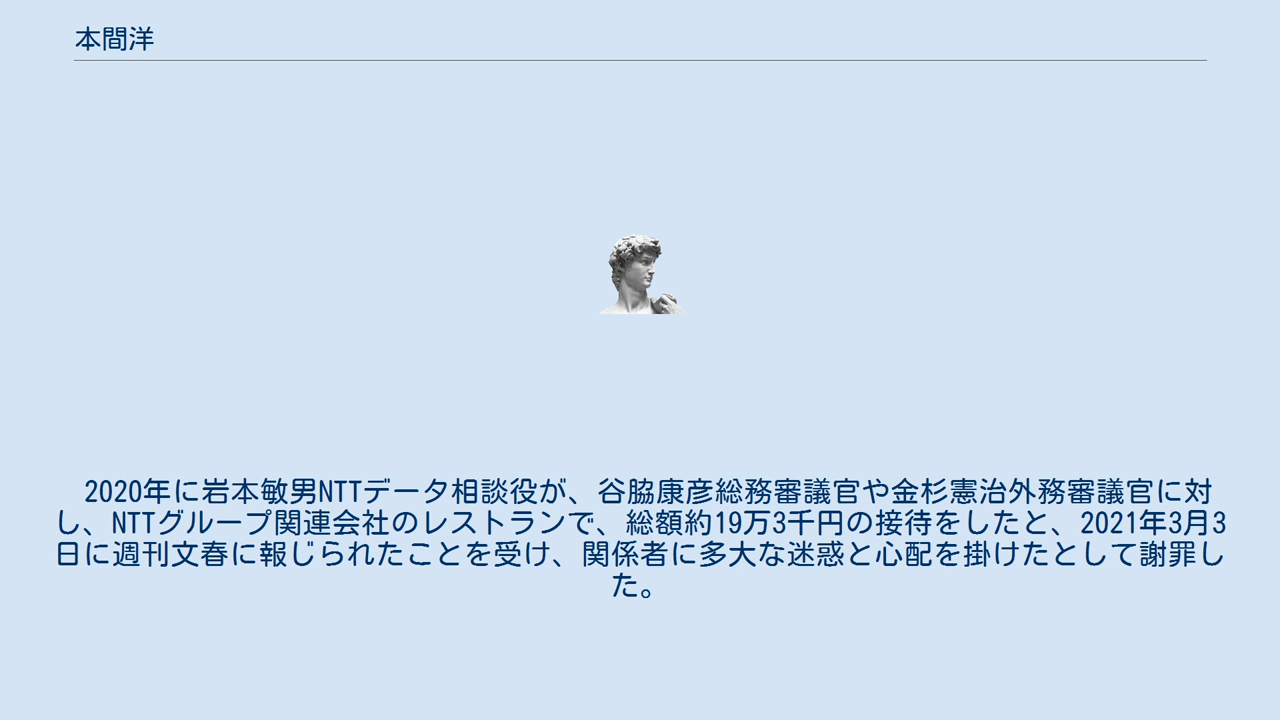 本間洋
2020年に岩本敏男NTTデータ相談役が、谷脇康彦総務審議官や金杉憲治外務審議官に対
し、NTTグループ関連会社のレストランで、総額約19万3千円の接待をしたと、2021年3月3
日に週刊文春に報じられたことを受け、関係者に多大な迷惑と心配を掛けたとして謝罪し
た。